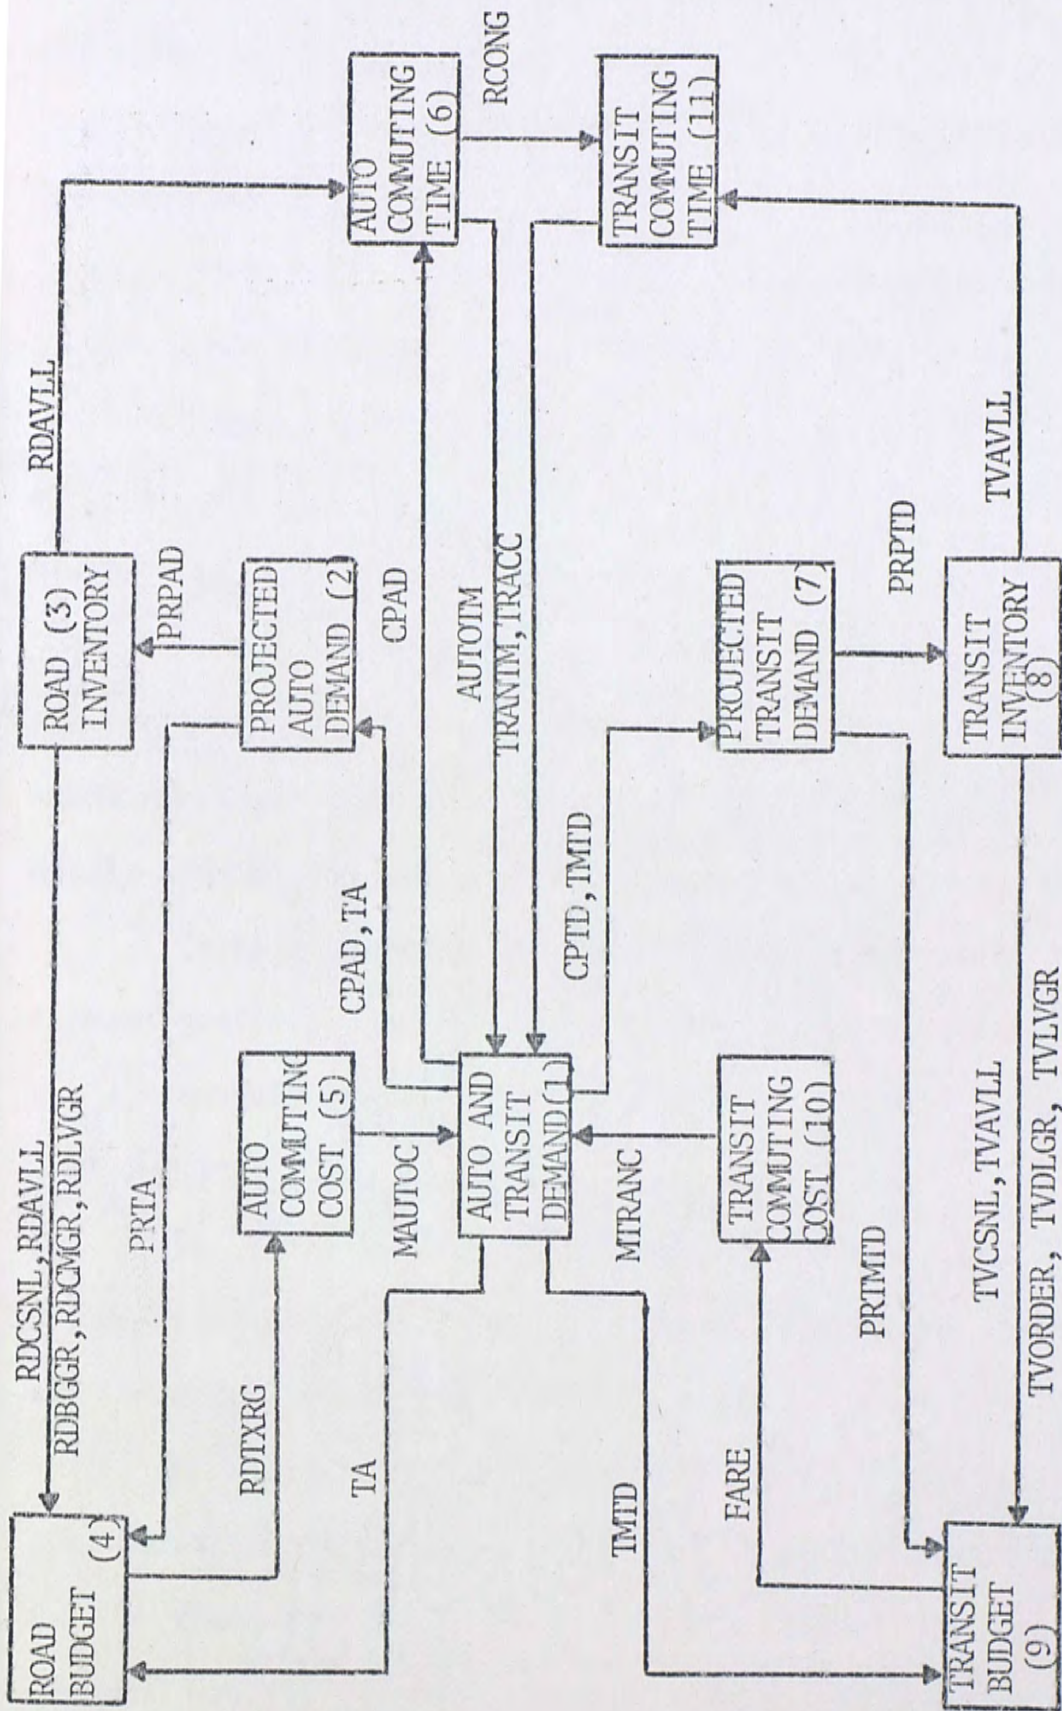 ROAD
BUDGET (4)
RDCSNL,RDAVLL
RDBGGR,RDCMGR,RDLVGR
ROAD (3)
INVENTORY
RDAVLL
PRTA
PRPAD
RDTXRG
AUTO
COMMUTING
COST (5)
PROJECTED
AUTO
DEMAND (2)
AUTO
COMMUTING
TIME (6)
MAUTOC
CPAD,TA
CPAD
RCONG
TA
AUTO AND
TRANSIT
DEMAND(1)
AUTOTM
TRANTM,TRACC
TRANSIT
COMMUTING
TIME (11)
TMTD
MTRANC
CPTD,TMTD
FARE
TRANSIT
COMMUTING
COST (10)
PROJECTED
TRANSIT
DEMAND (7)
PRTMTD
PRPTD
TRANSIT
BUDGET
(9)
TVCSNL,TVAVLL
TVORDER, TVDLGR, TVLVGR
TRANSIT
INVENTORY
(8)
TVAVLL